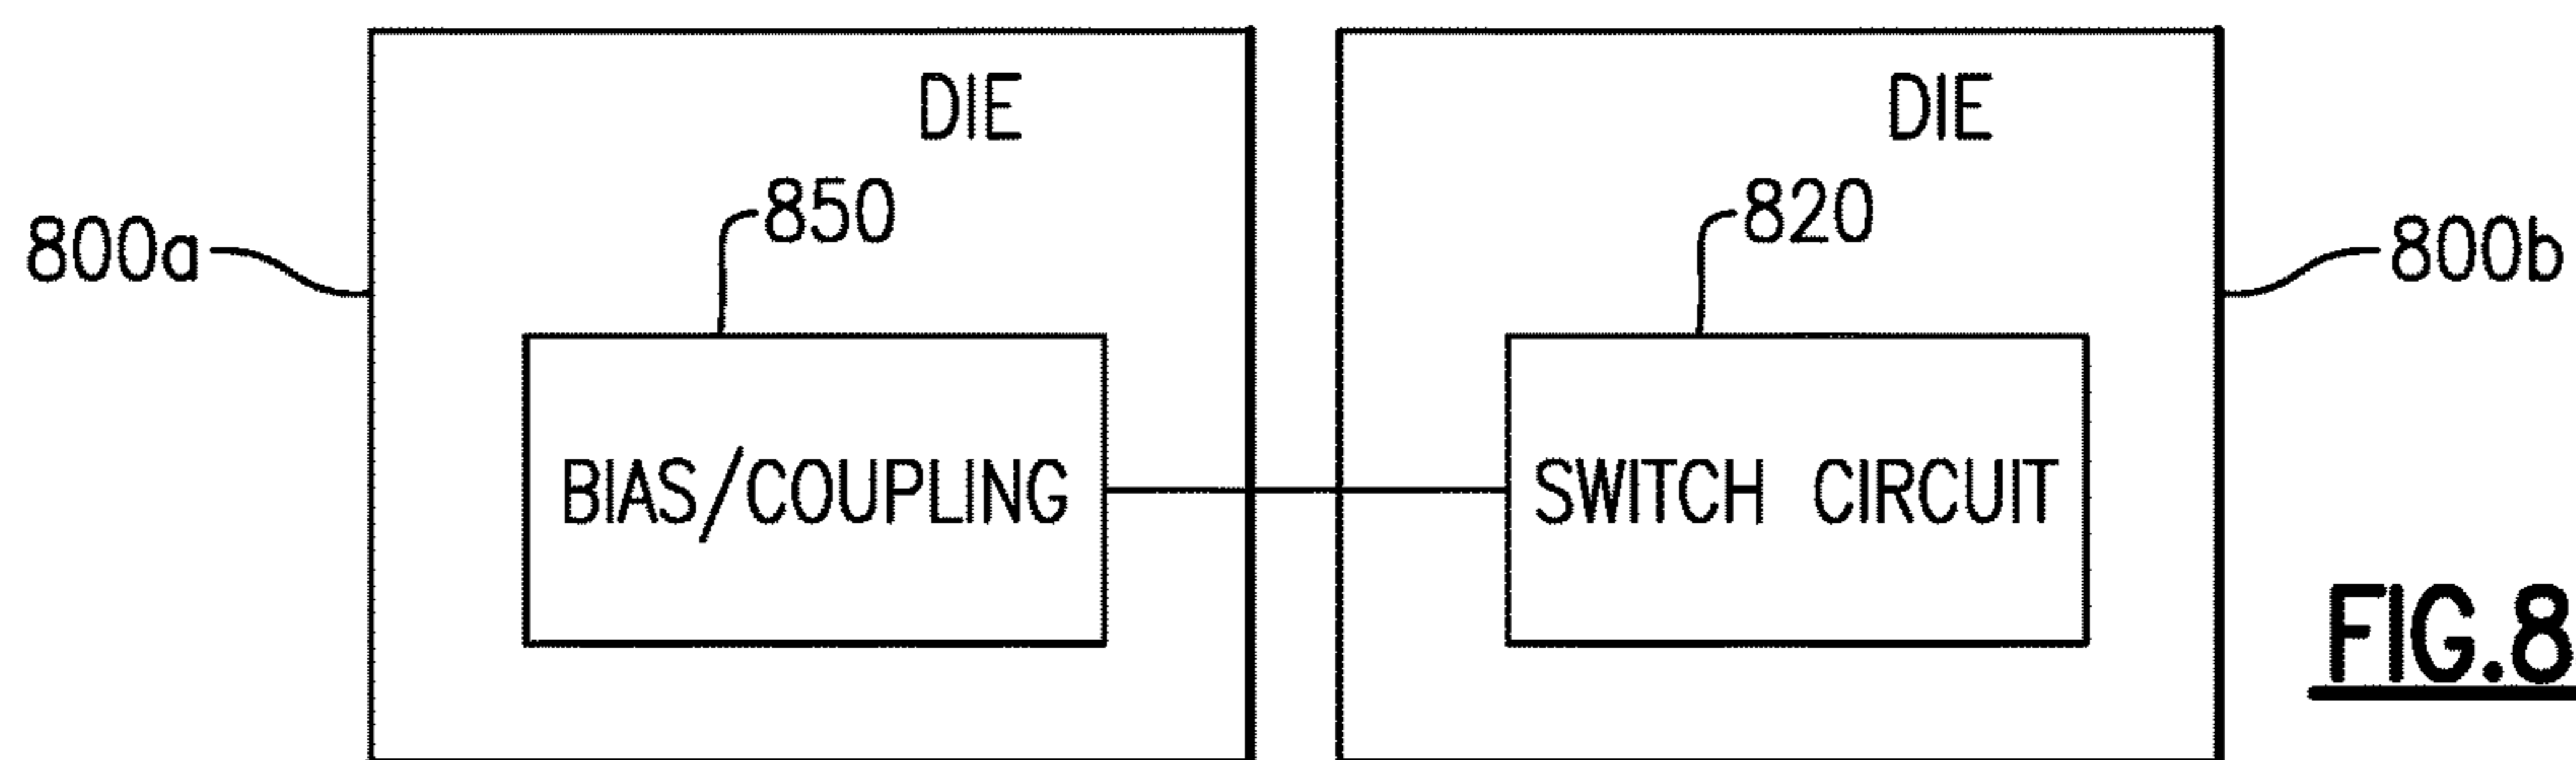 DIE
DIE
850
820
800a
800b
BIAS/COUPLING
SWITCH CIRCUIT
FIG.8